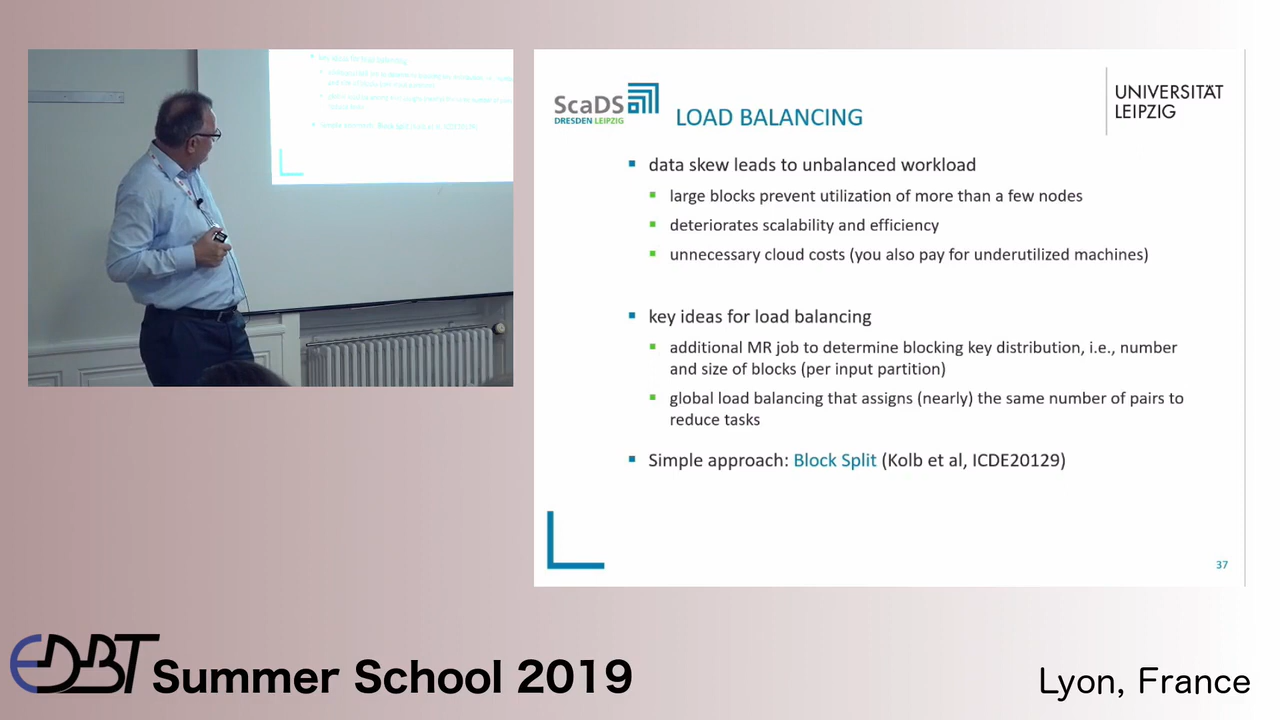 ScaDS
DRESDEN LEIPZIG
LOAD BALANCING
UNIVERSITÄT
LEIPZIG
data skew leads to unbalanced workload
large blocks prevent utilization of more than a few nodes
deteriorates scalability and efficiency
unnecessary cloud costs (you also pay for underutilized machines)
key ideas for load balancing
additional MR job to determine blocking key distribution, i.e., number
and size of blocks (per input partition)
global load balancing that assigns (nearly) the same number of pairs to
reduce tasks
Simple approach: Block Split (Kolb et al, ICDE20129)
37
EDBT Summer School 2019
Lyon, France